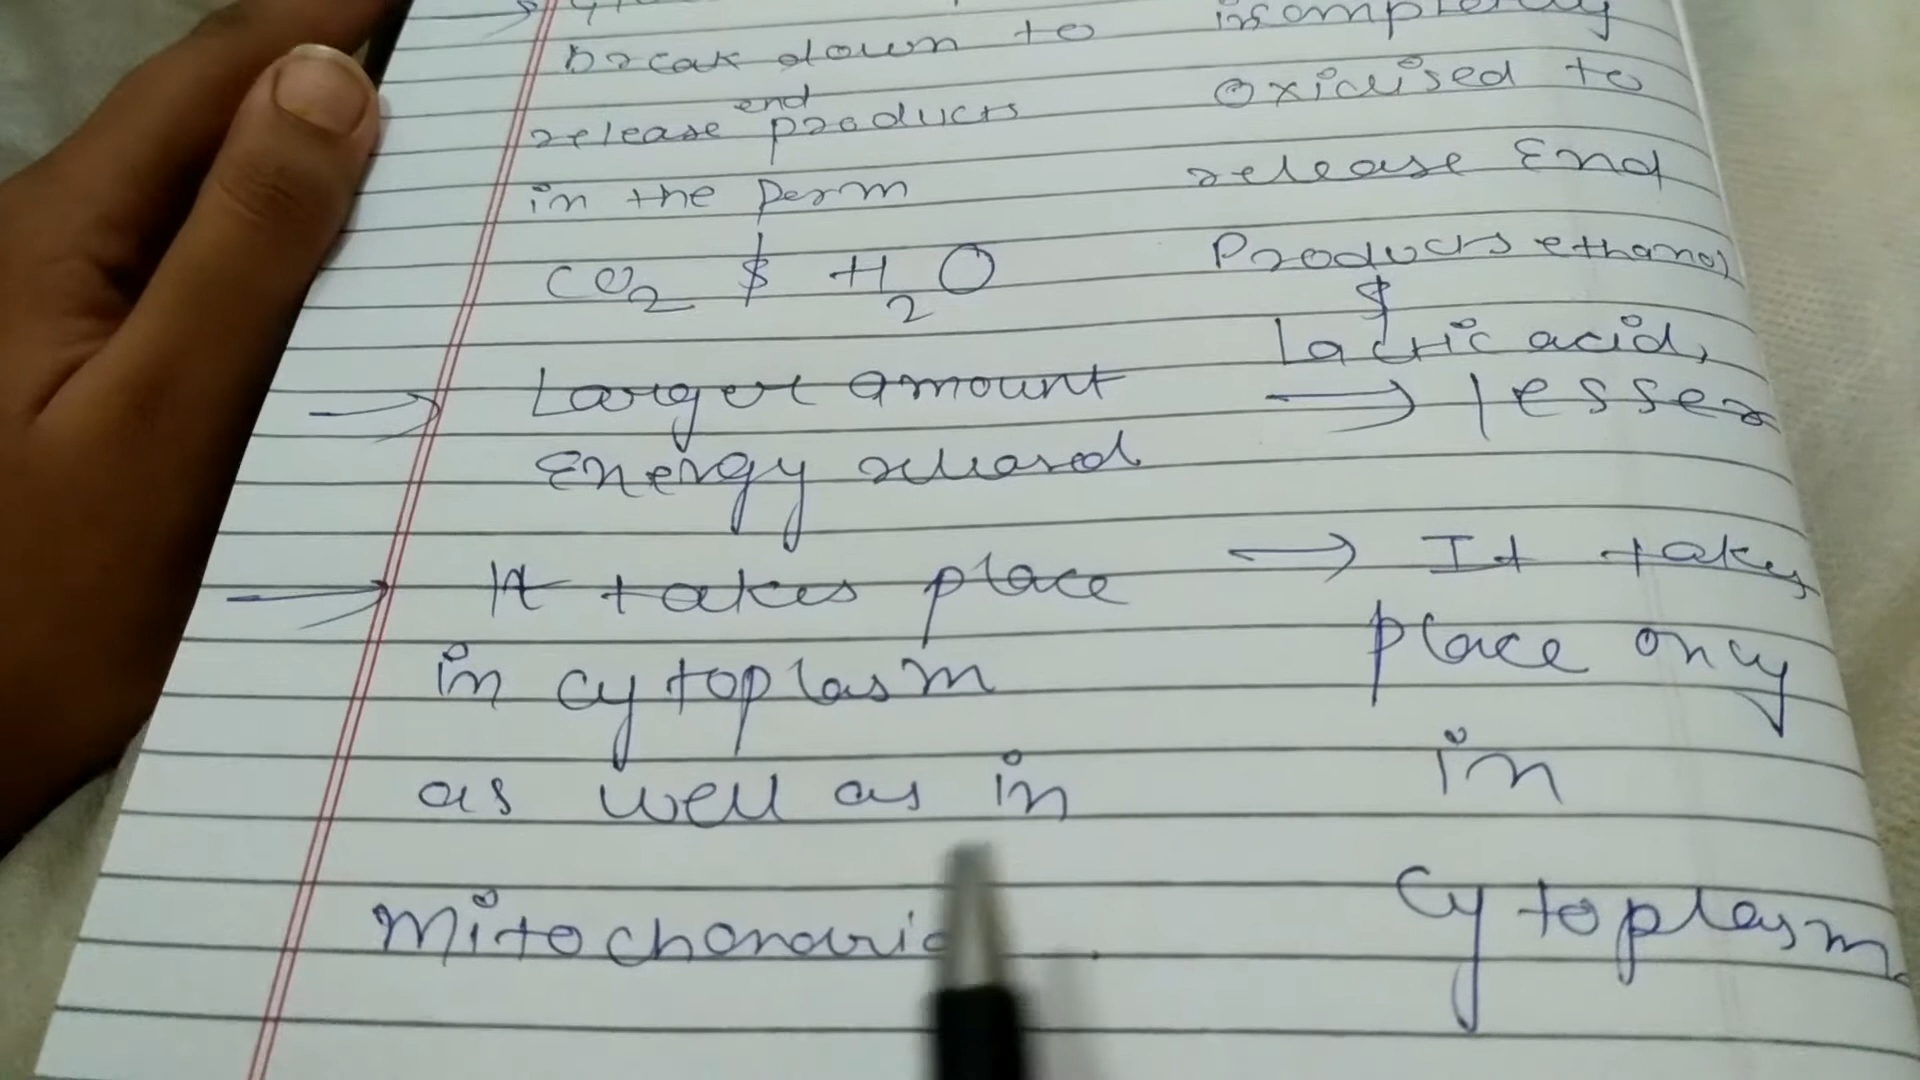 break down to
end
release products
in the perm
CO2 & H2O
Larger amount
Energy released
It takes place
in cytoplasm
as well as in
Mitochondria
incompletely
Oxidised to
release End
Products ethanol
&
Lactic acid,
→ lesser
→ It takes
place only
in
Cytoplasm